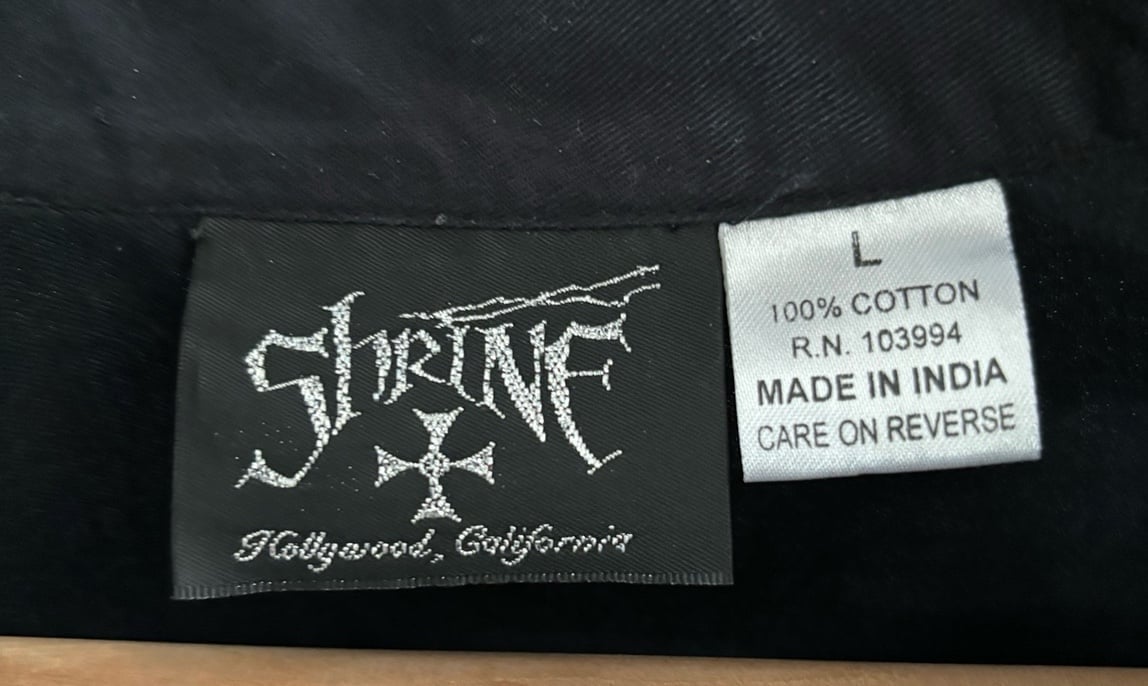 ShRINE
Hollywood, California
L
100% COTTON
R.N. 103994
MADE IN INDIA
CARE ON REVERSE